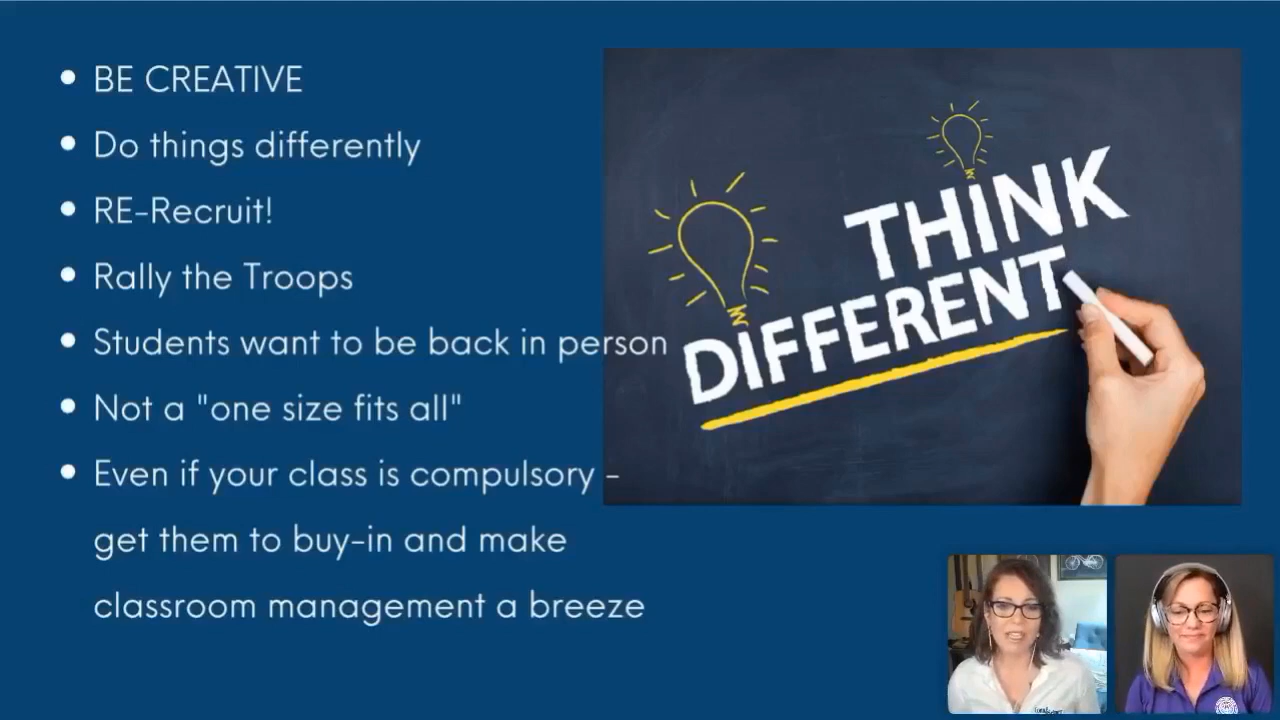 BE CREATIVE
Do things differently
RE-Recruit!
Rally the Troops
Students want to be back in person
Not a "one size fits all"
Even if your class is compulsory -
get them to buy-in and make
classroom management a breeze
THINK
DIFFERENT